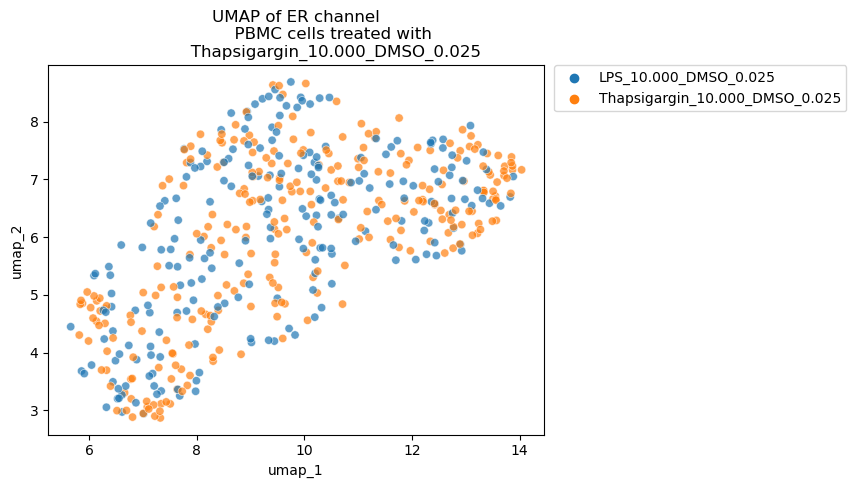 UMAP of ER channel
PBMC cells treated with
Thapsigargin_10.000_DMSO_0.025
LPS_10.000_DMSO_0.025
Thapsigargin_10.000_DMSO_0.025
8
7
6
5
4
3
umap_2
6
8
10
12
14
umap_1